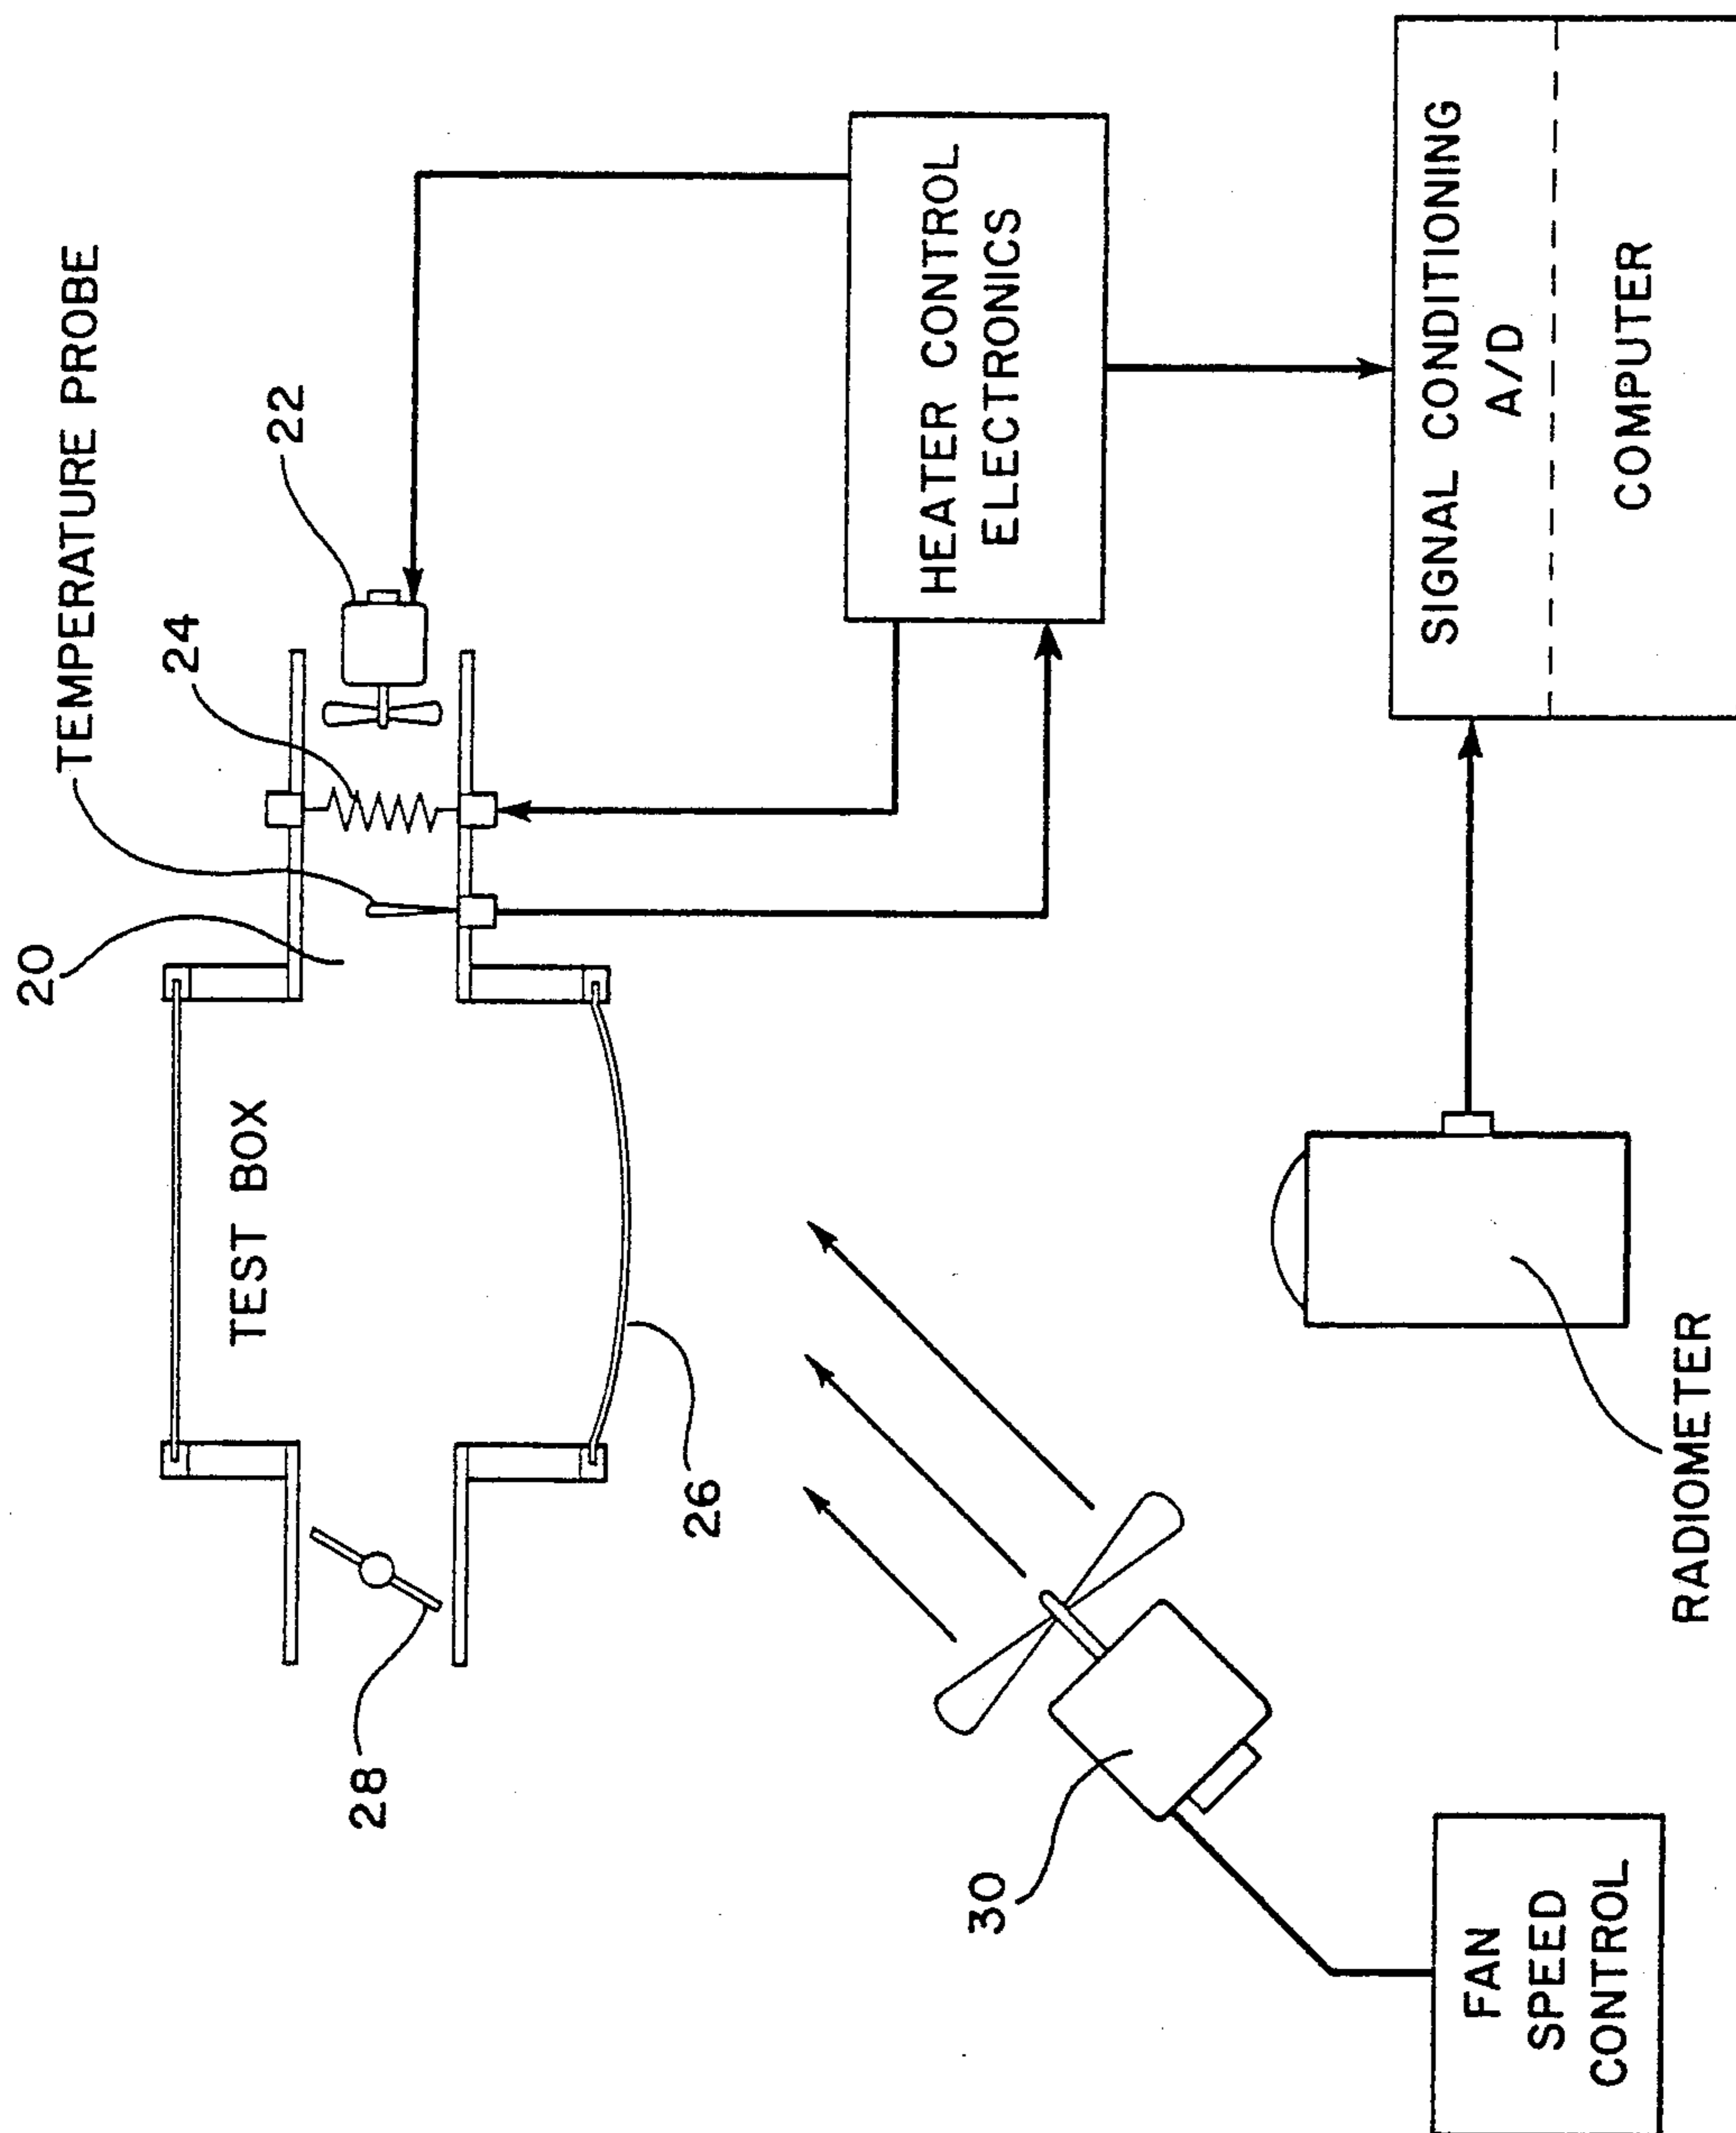 TEMPERATURE PROBE
20
24
22
TEST BOX
28
26
HEATER CONTROL
ELECTRONICS
30
FAN
SPEED
CONTROL
RADIOMETER
SIGNAL CONDITIONING
A/D
COMPUTER